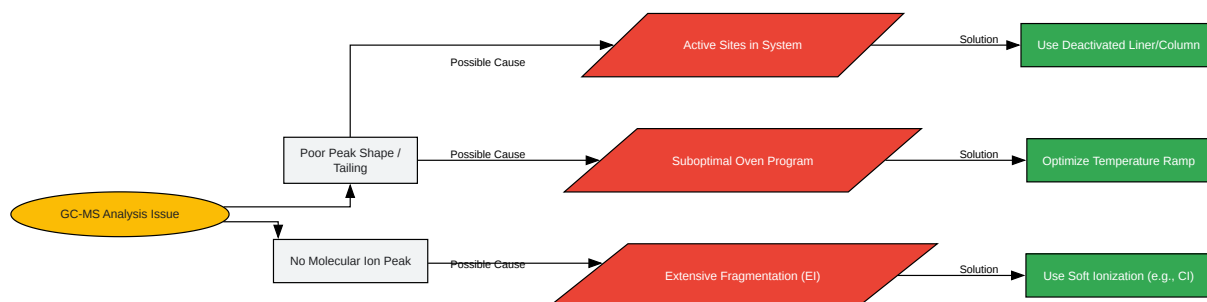 Active Sites in System
Solution
Use Deactivated Liner/Column
Possible Cause
Poor Peak Shape /
Tailing
Possible Cause
Suboptimal Oven Program
Solution
Optimize Temperature Ramp
GC-MS Analysis Issue
No Molecular Ion Peak
Possible Cause
Extensive Fragmentation (EI)
Solution
Use Soft Ionization (e.g., CI)